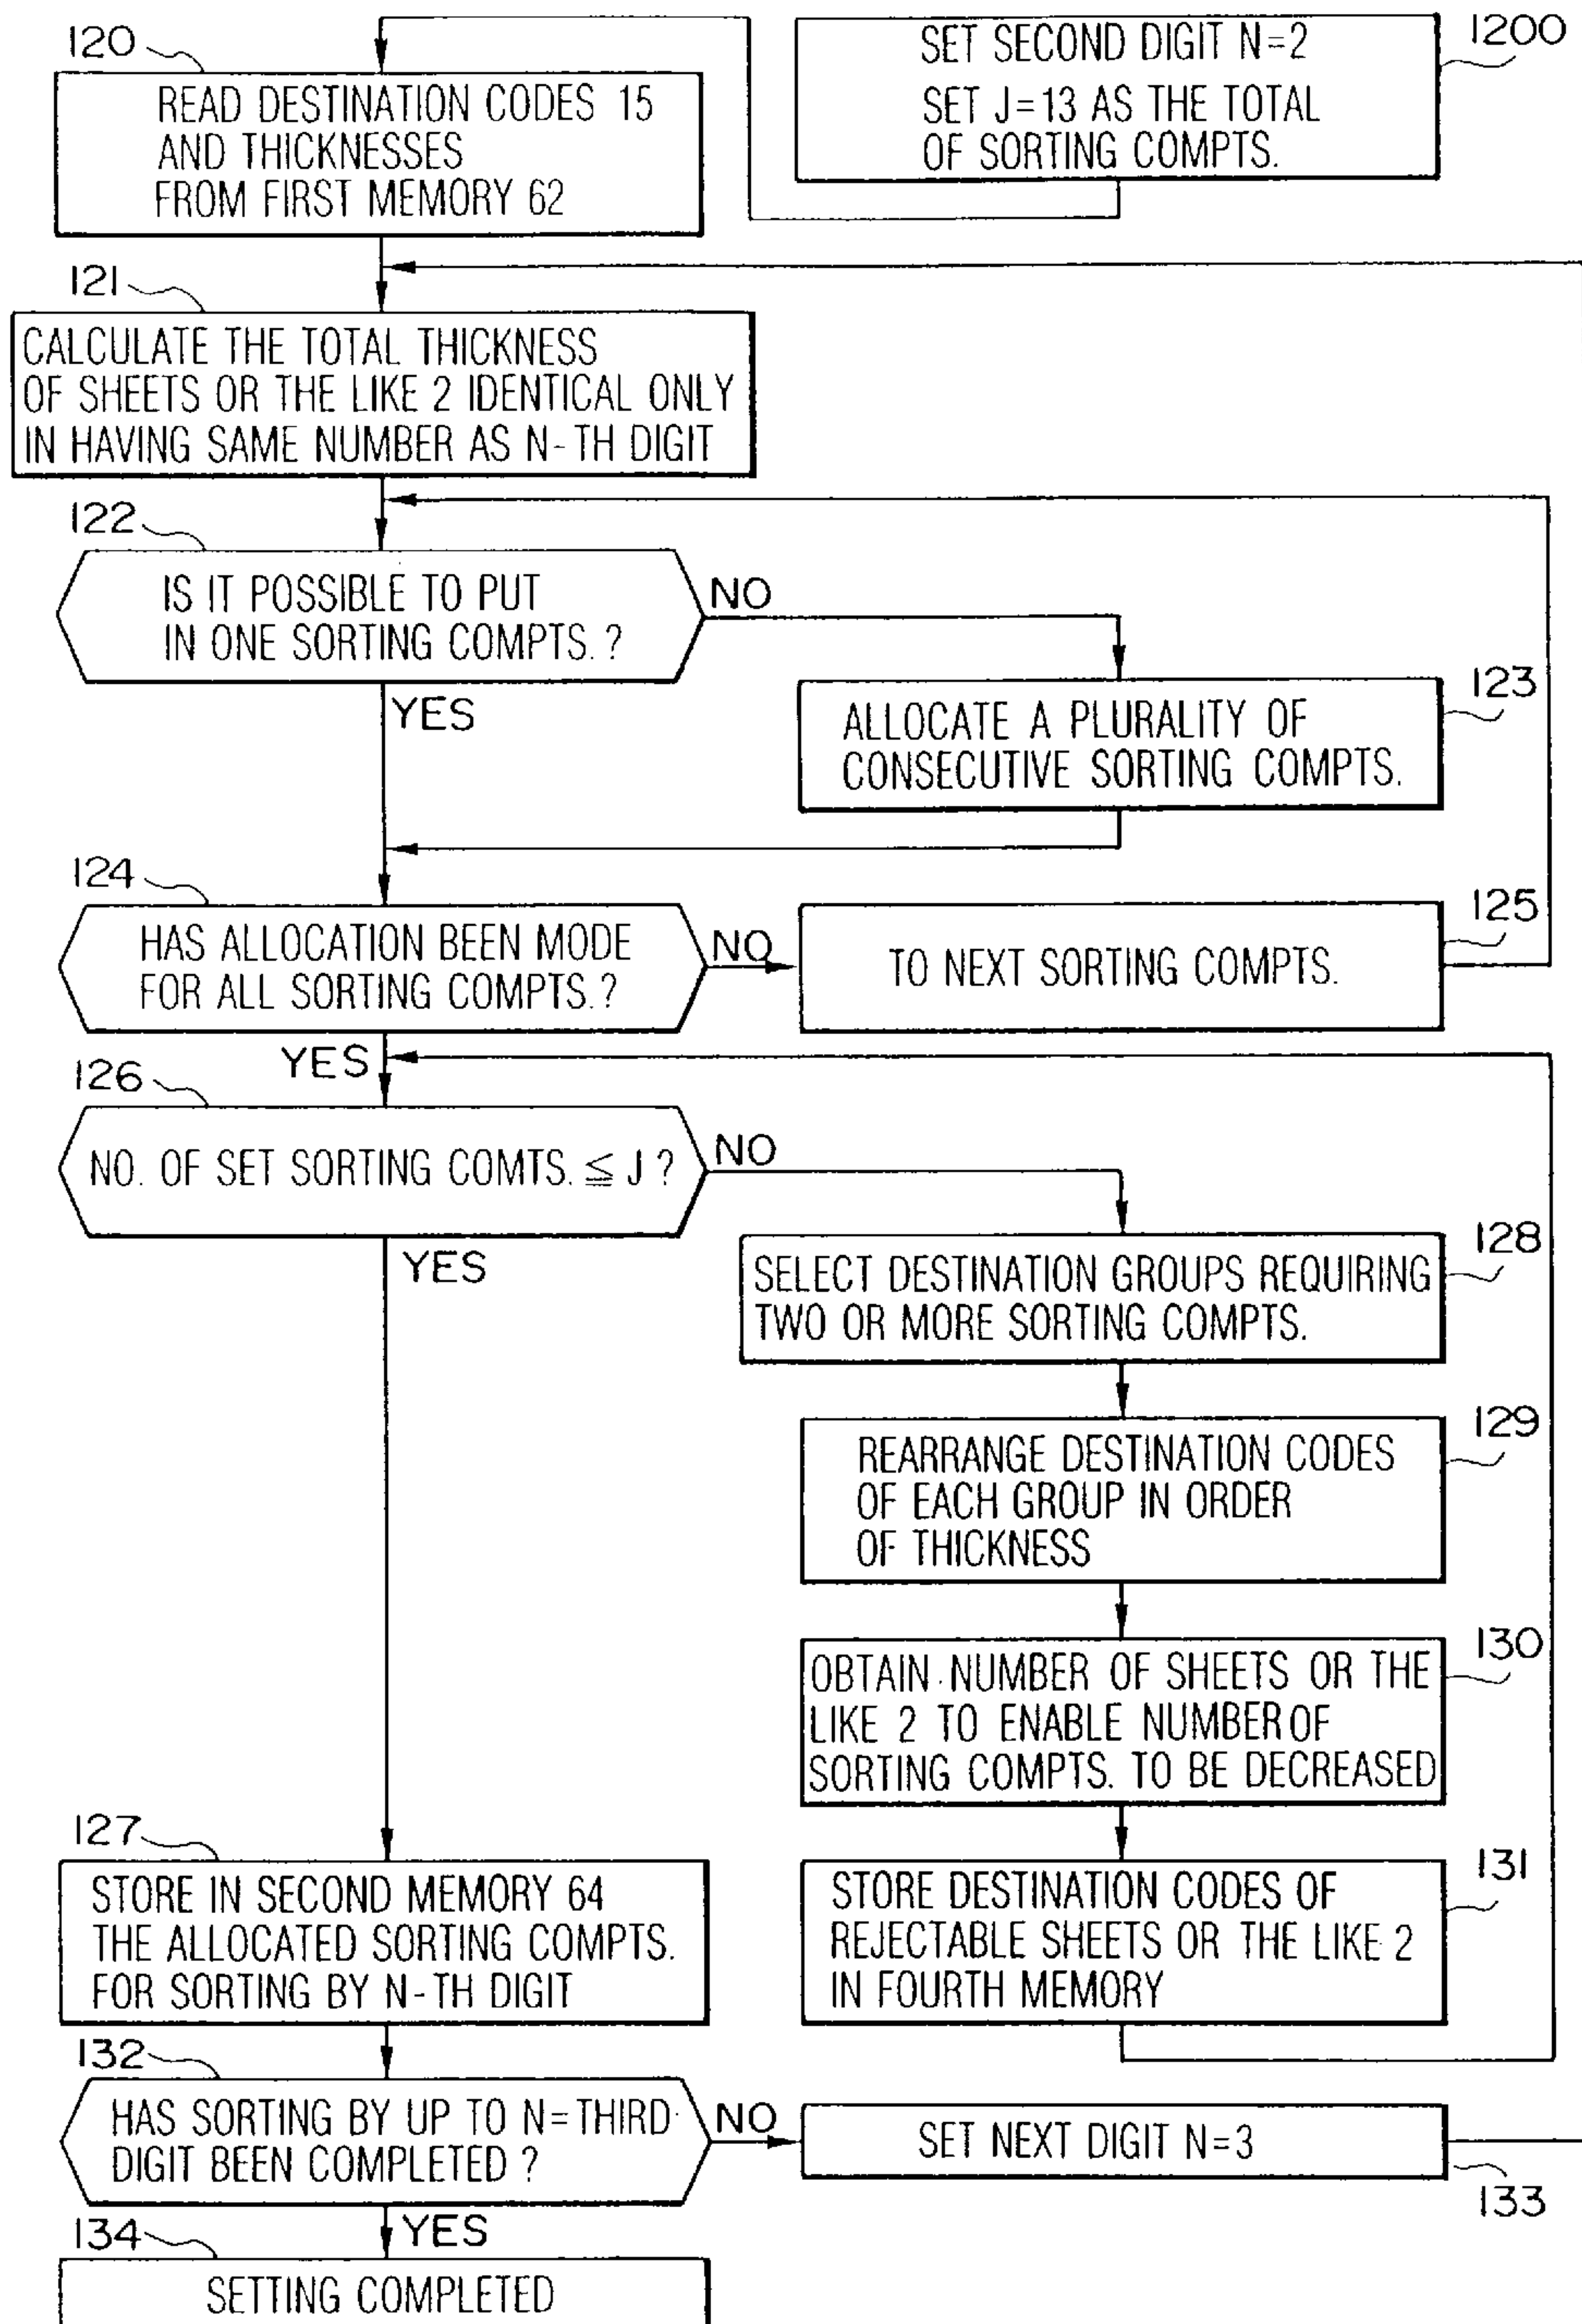 1200
SET SECOND DIGIT N=2
SET J=13 AS THE TOTAL
OF SORTING COMPTS.
120
READ DESTINATION CODES 15
AND THICKNESSES
FROM FIRST MEMORY 62
121
CALCULATE THE TOTAL THICKNESS
OF SHEETS OR THE LIKE 2 IDENTICAL ONLY
IN HAVING SAME NUMBER AS N-TH DIGIT
122
IS IT POSSIBLE TO PUT
IN ONE SORTING COMPTS.?
NO
YES
123
ALLOCATE A PLURALITY OF
CONSECUTIVE SORTING COMPTS.
124
HAS ALLOCATION BEEN MODE
FOR ALL SORTING COMPTS.?
NO
125
TO NEXT SORTING COMPTS.
YES
126
NO. OF SET SORTING COMTS. ≦ J ?
NO
YES
128
SELECT DESTINATION GROUPS REQUIRING
TWO OR MORE SORTING COMPTS.
129
REARRANGE DESTINATION CODES
OF EACH GROUP IN ORDER
OF THICKNESS
130
OBTAIN NUMBER OF SHEETS OR THE
LIKE 2 TO ENABLE NUMBER OF
SORTING COMPTS. TO BE DECREASED
127
STORE IN SECOND MEMORY 64
THE ALLOCATED SORTING COMPTS.
FOR SORTING BY N-TH DIGIT
131
STORE DESTINATION CODES OF
REJECTABLE SHEETS OR THE LIKE 2
IN FOURTH MEMORY
132
HAS SORTING BY UP TO N=THIRD
DIGIT BEEN COMPLETED ?
NO
SET NEXT DIGIT N=3
133
YES
134
SETTING COMPLETED